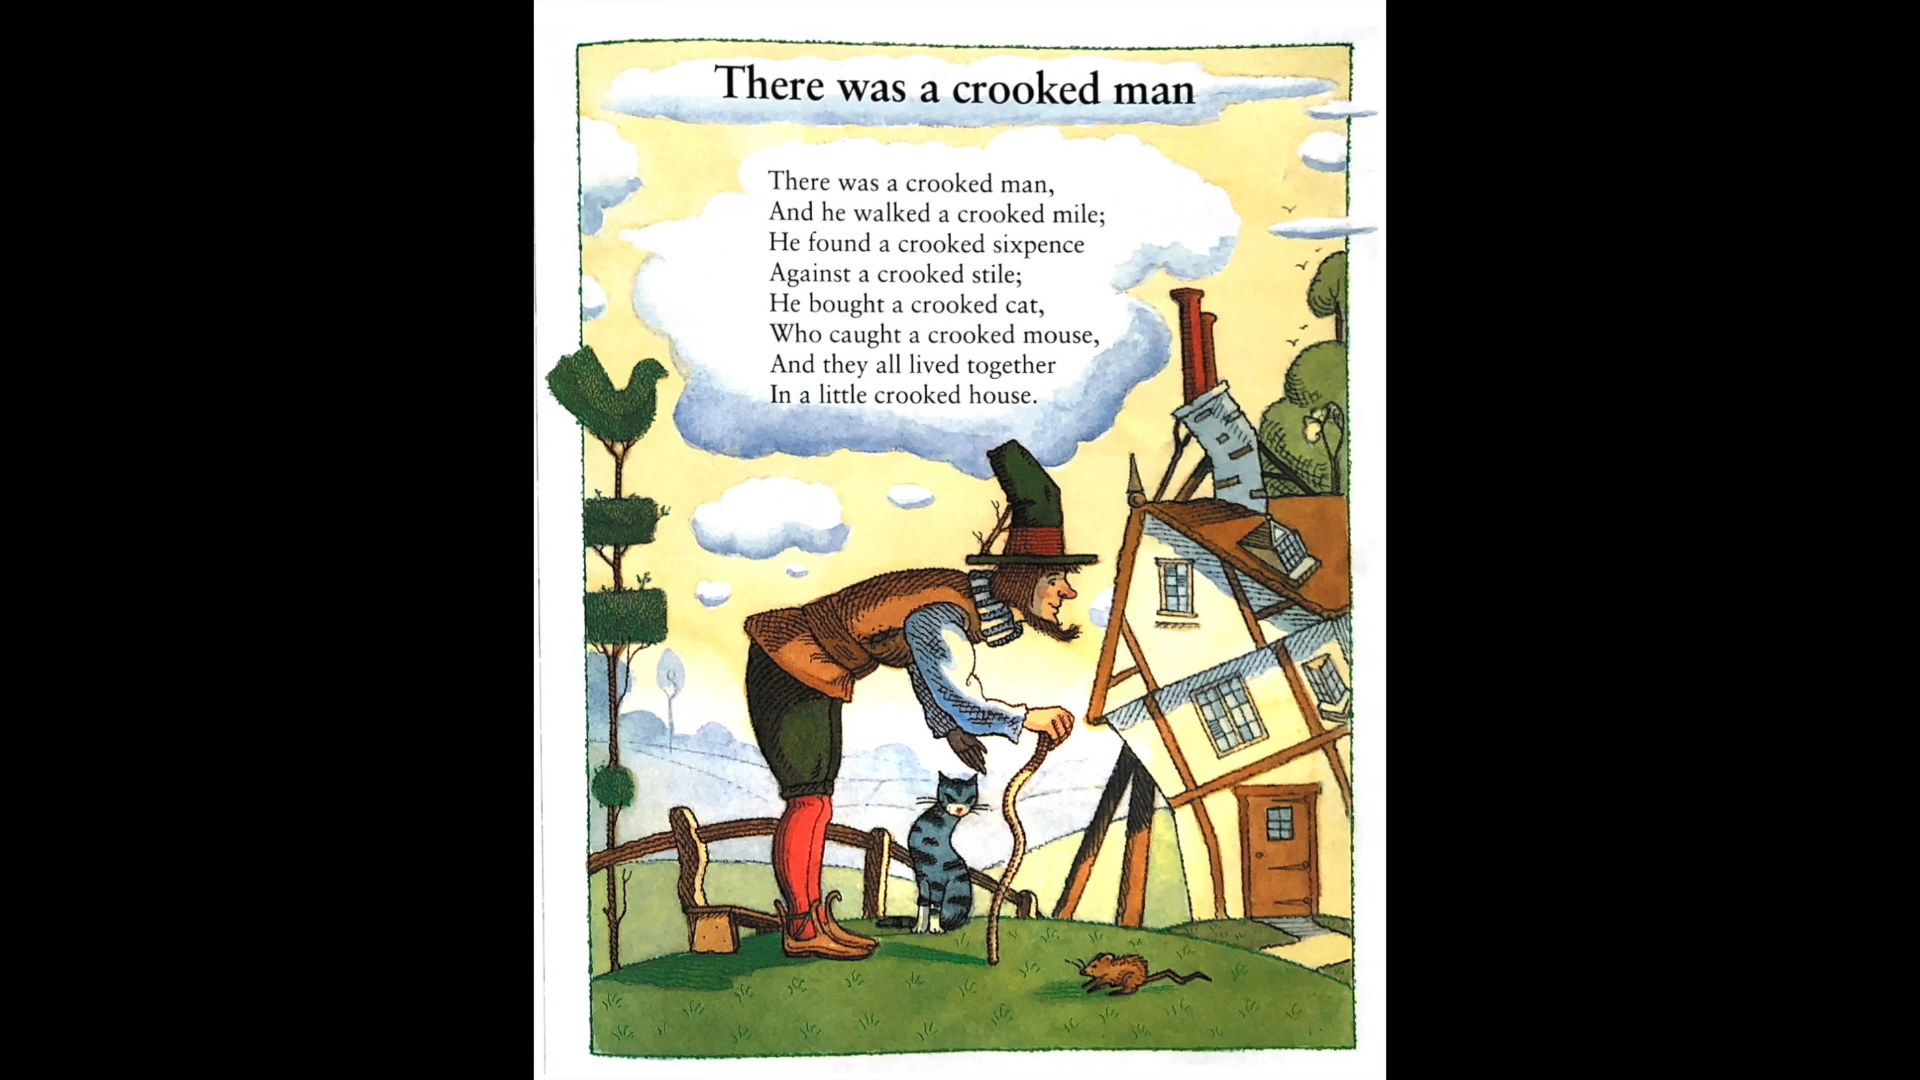 There was a crooked man
There was a crooked man,
And he walked a crooked mile;
He found a crooked sixpence
Against a crooked stile;
He bought a crooked cat,
Who caught a crooked mouse,
And they all lived together
In a little crooked house.